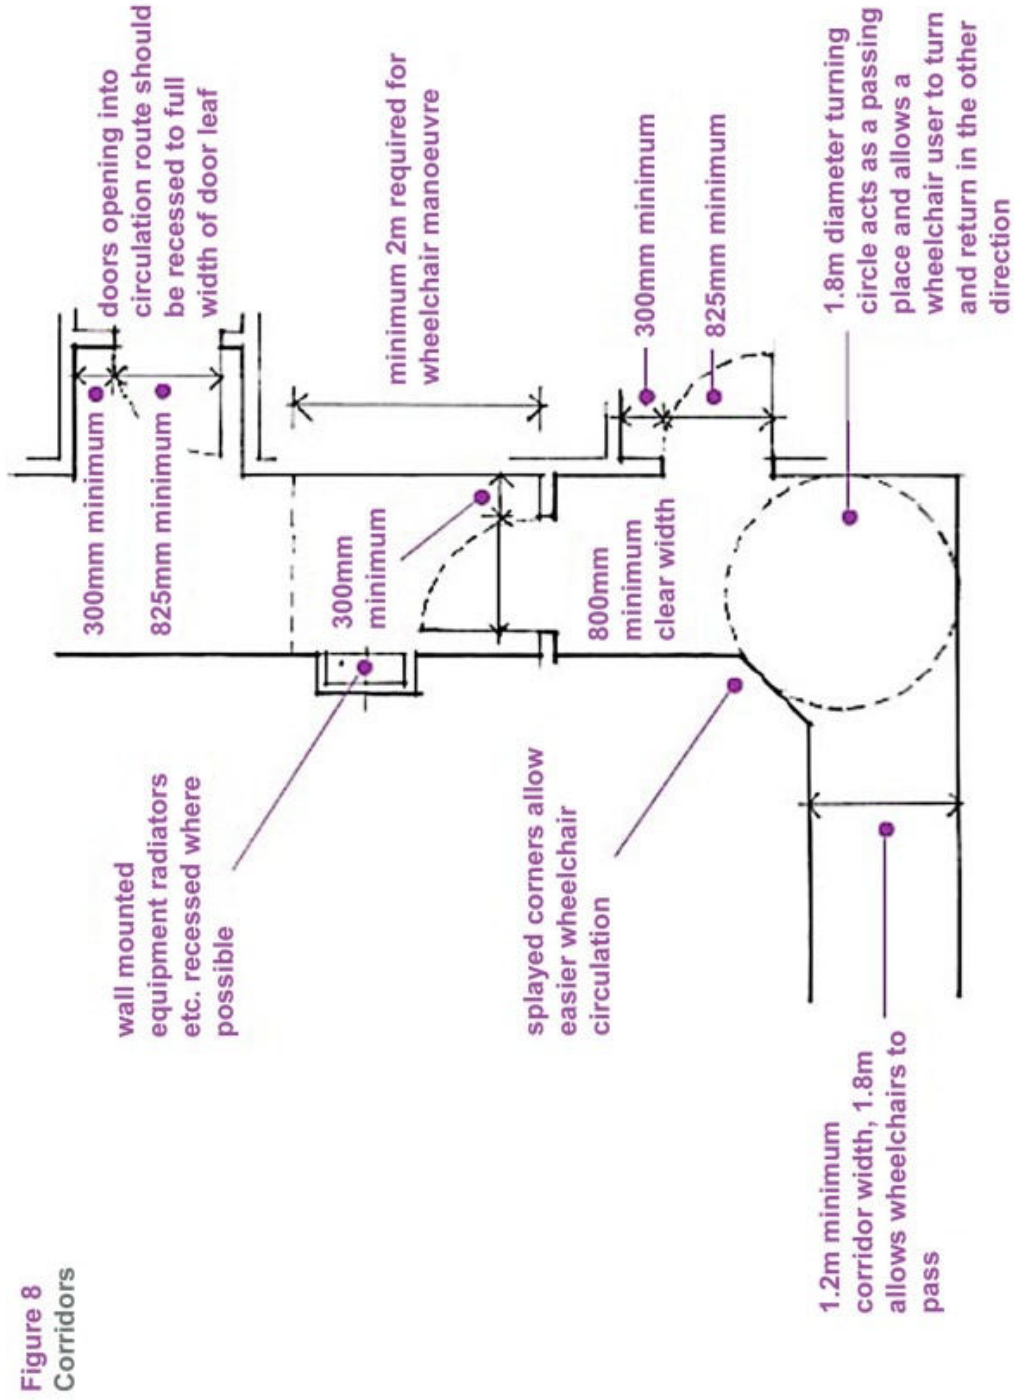 Figure 8
Corridors
wall mounted
equipment radiators
etc. recessed where
possible
300mm minimum
825mm minimum
doors opening into
circulation route should
be recessed to full
width of door leaf
300mm
minimum
minimum 2m required for
wheelchair manoeuvre
splayed corners allow
easier wheelchair
circulation
800mm
minimum
clear width
300mm minimum
825mm minimum
1.2m minimum
corridor width, 1.8m
allows wheelchairs to
pass
1.8m diameter turning
circle acts as a passing
place and allows a
wheelchair user to turn
and return in the other
direction